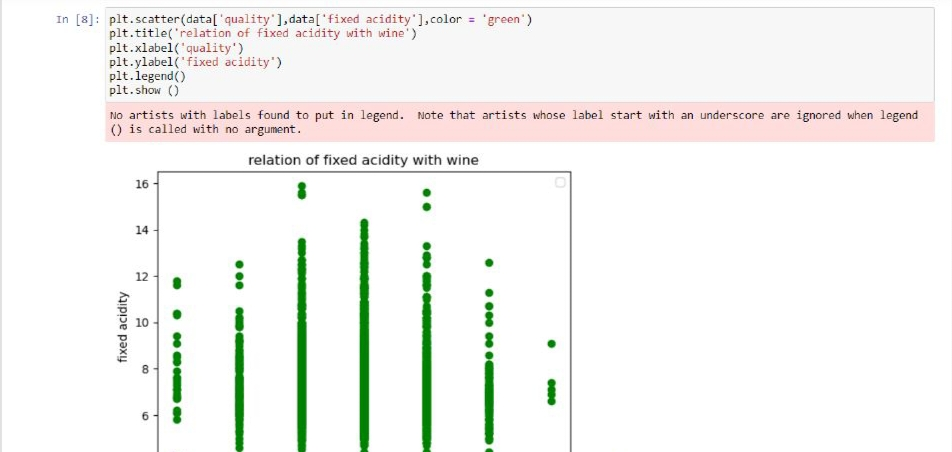 In [8]: plt.scatter(data['quality'],data['fixed acidity'],color = 'green')
plt.title('relation of fixed acidity with wine')
plt.xlabel('quality')
plt.ylabel('fixed acidity')
plt.legend()
plt.show ()
No artists with labels found to put in legend.  Note that artists whose label start with an underscore are ignored when legend
() is called with no argument.
relation of fixed acidity with wine
16
14
12
10
8
6
fixed acidity